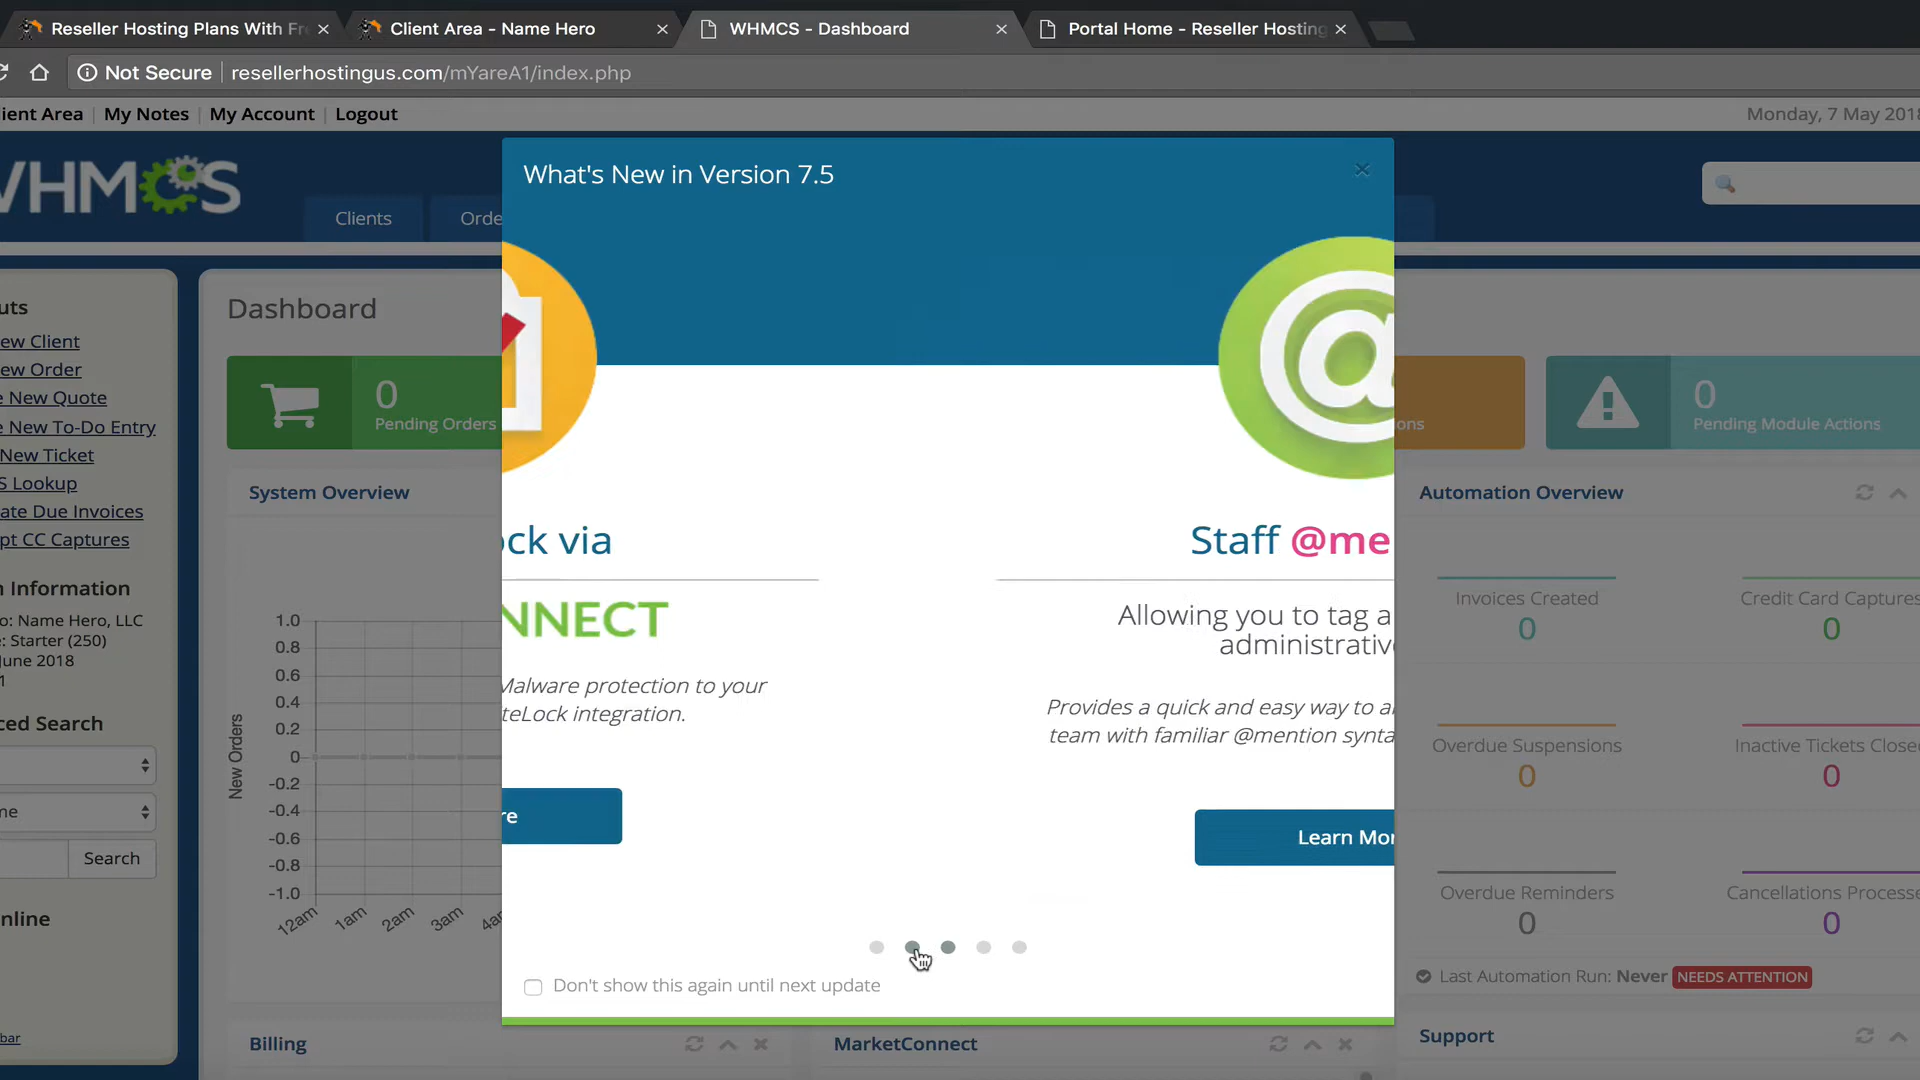 Reseller Hosting Plans With Fr
Client Area - Name Hero
WHMCS - Dashboard
Portal Home - Reseller Hosting
Not Secure
resellerhostingus.com/mYareA1/index.php
ient Area
My Notes
My Account
Logout
Monday, 7 May 2018
WHMCS
Clients
Orde
What's New in Version 7.5
uts
ew Client
ew Order
e New Quote
e New To-Do Entry
New Ticket
S Lookup
ate Due Invoices
pt CC Captures
n Information
o: Name Hero, LLC
e: Starter (250)
June 2018
1
ced Search
me
Search
nline
bar
Dashboard
0
Pending Orders
ons
0
Pending Module Actions
System Overview
New Orders
1.0
0.8
0.6
0.4
0.2
0
-0.2
-0.4
-0.6
-0.8
-1.0
12am
1am
2am
3am
4a
@
ock via
NNECT
Malware protection to your
teLock integration.
re
Staff @me
Allowing you to tag a
administrative
Provides a quick and easy way to al
team with familiar @mention synta
Learn Mor
Don't show this again until next update
Automation Overview
Invoices Created
0
Credit Card Captures
0
Overdue Suspensions
0
Inactive Tickets Close
0
Overdue Reminders
0
Cancellations Processe
0
Last Automation Run: Never NEEDS ATTENTION
Billing
MarketConnect
Support